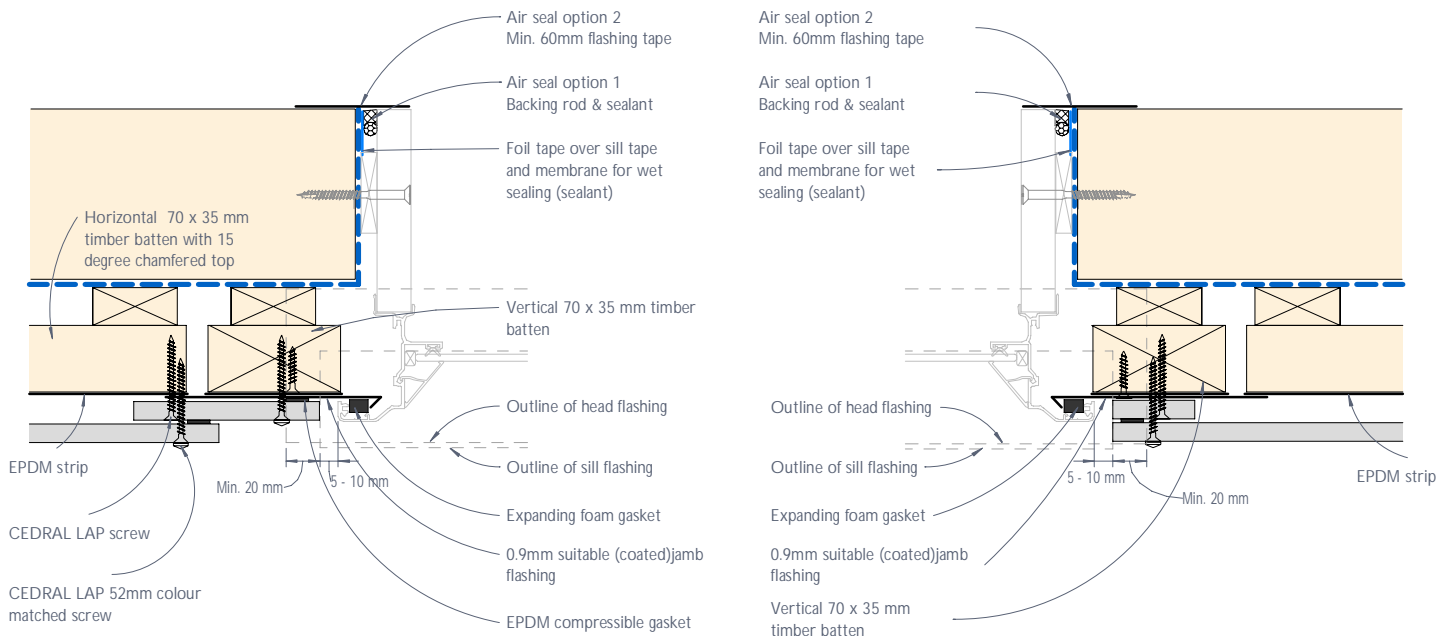 Air seal option 2
Min. 60mm flashing tape
Air seal option 1
Backing rod & sealant
Foil tape over sill tape
and membrane for wet
sealing (sealant)
Horizontal 70 x 35 mm
timber batten with 15
degree chamfered top
Vertical 70 x 35 mm timber
batten
Outline of head flashing
Outline of sill flashing
EPDM strip
Min. 20 mm
5 - 10 mm
Expanding foam gasket
CEDRAL LAP screw
0.9mm suitable (coated)jamb
flashing
CEDRAL LAP 52mm colour
matched screw
EPDM compressible gasket
Air seal option 2
Min. 60mm flashing tape
Air seal option 1
Backing rod & sealant
Foil tape over sill tape
and membrane for wet
sealing (sealant)
Outline of head flashing
Outline of sill flashing
5 - 10 mm
Min. 20 mm
EPDM strip
Expanding foam gasket
0.9mm suitable (coated)jamb
flashing
Vertical 70 x 35 mm
timber batten